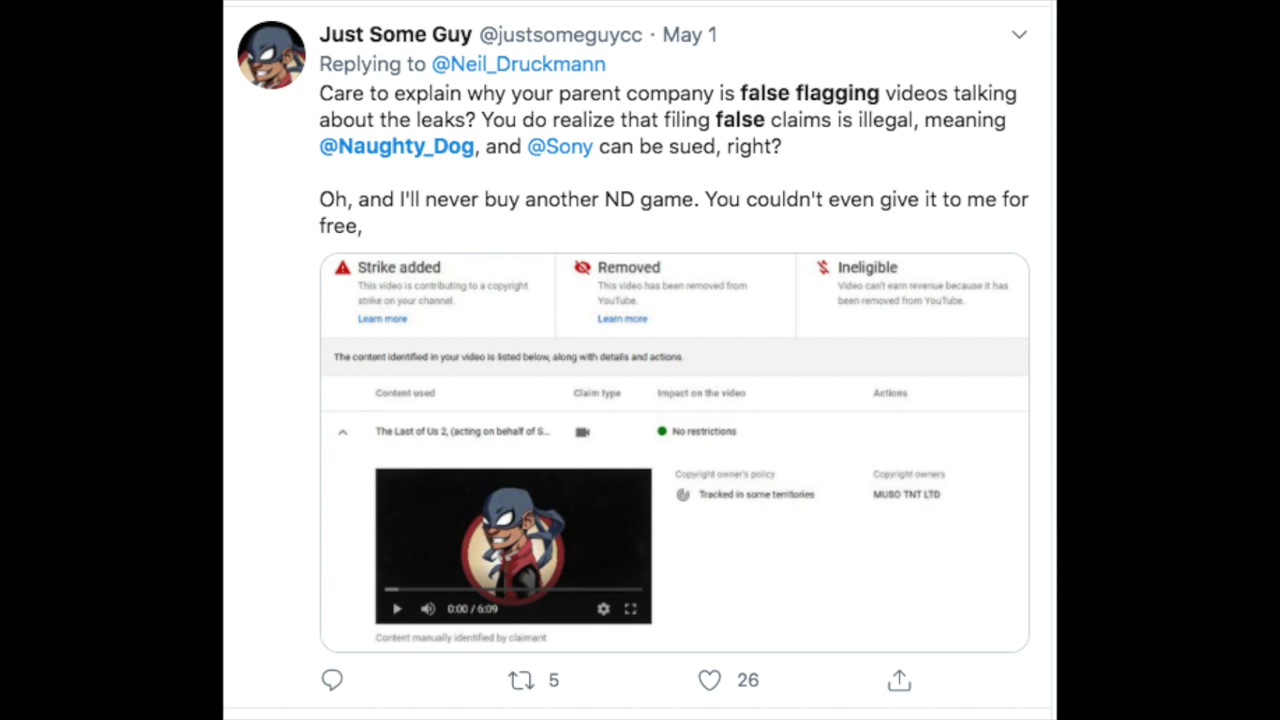 Just Some Guy @justsomeguycc · May 1
Replying to @Neil_Druckmann
Care to explain why your parent company is false flagging videos talking
about the leaks? You do realize that filing false claims is illegal, meaning
@Naughty_Dog, and @Sony can be sued, right?
Oh, and I'll never buy another ND game. You couldn't even give it to me for
free,
Strike added
This video is contributing to a copyright
strike on your channel.
Learn more
Removed
This video has been removed from
YouTube.
Learn more
Ineligible
Video can't earn revenue because it has
been removed from YouTube.
The content identified in your video is listed below, along with details and actions.
Content used Claim type Impact on the video Actions
The Last of Us 2, (acting on behalf of S... No restrictions
Copyright owner's policy Copyright owners
Tracked in some territories MUSO TNT LTD
0:00 / 6:09
Content manually identified by claimant
5 26